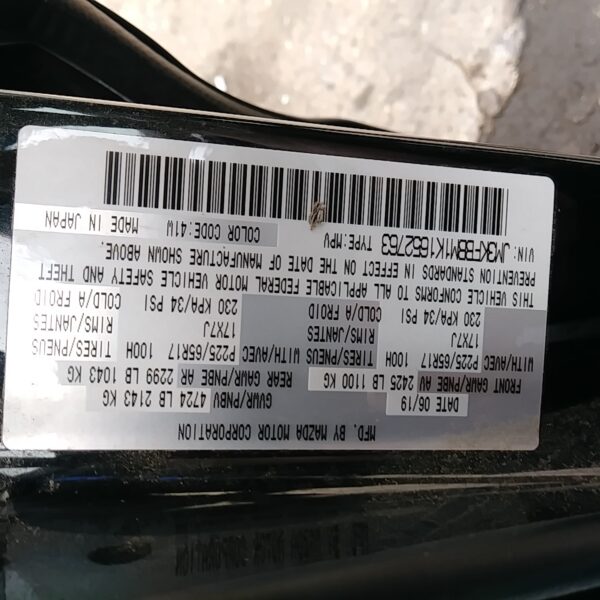 MFD. BY MAZDA MOTOR CORPORATION
DATE 06/19 GVWR/PNBV 4724 LB 2143 KG
FRONT GAWR/PNBE AV 2425 LB 1100 KG REAR GAWR/PNBE AR 2299 LB 1043 KG
WITH/AVEC P225/65R17 100H TIRES/PNEUS WITH/AVEC P225/65R17 100H TIRES/PNEUS
17X7J RIMS/JANTES 17X7J RIMS/JANTES
230 KPA/34 PSI COLD/A FROID 230 KPA/34 PSI COLD/A FROID
THIS VEHICLE CONFORMS TO ALL APPLICABLE FEDERAL MOTOR VEHICLE SAFETY AND THEFT
PREVENTION STANDARDS IN EFFECT ON THE DATE OF MANUFACTURE SHOWN ABOVE.
VIN: JM3KFBBM1K1652763 TYPE:MPV COLOR CODE:41W MADE IN JAPAN